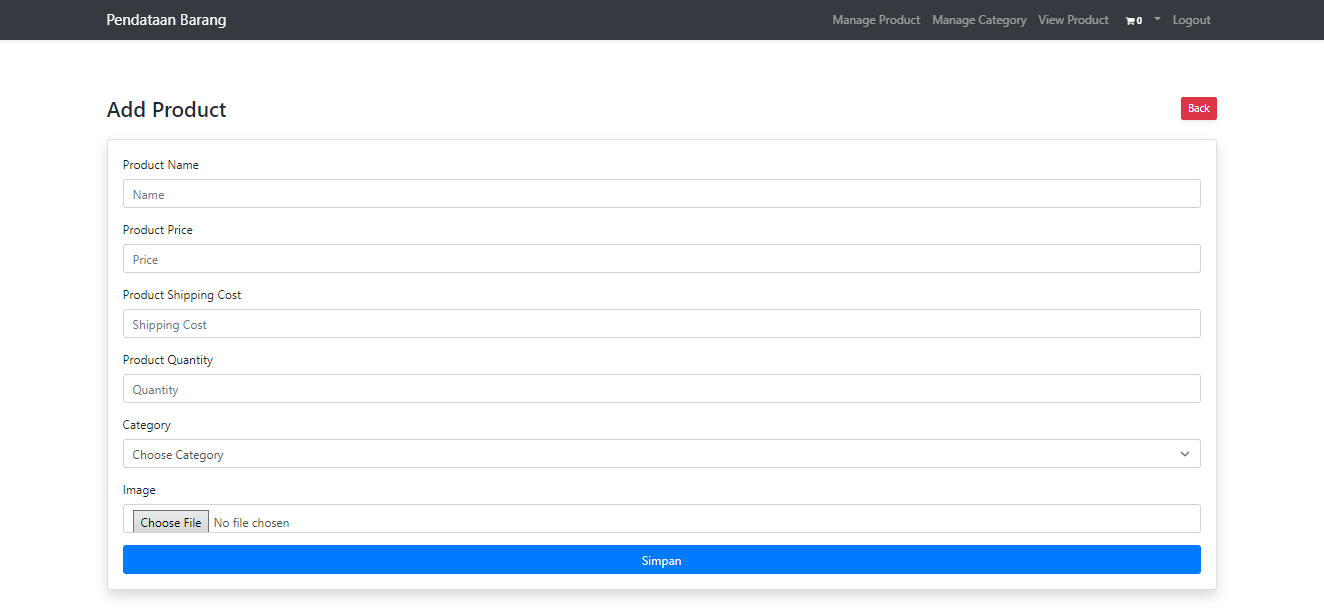 Pendataan Barang
Manage Product Manage Category View Product 0 Logout
Add Product
Back
Product Name
Name
Product Price
Price
Product Shipping Cost
Shipping Cost
Product Quantity
Quantity
Category
Choose Category
Image
Choose File No file chosen
Simpan